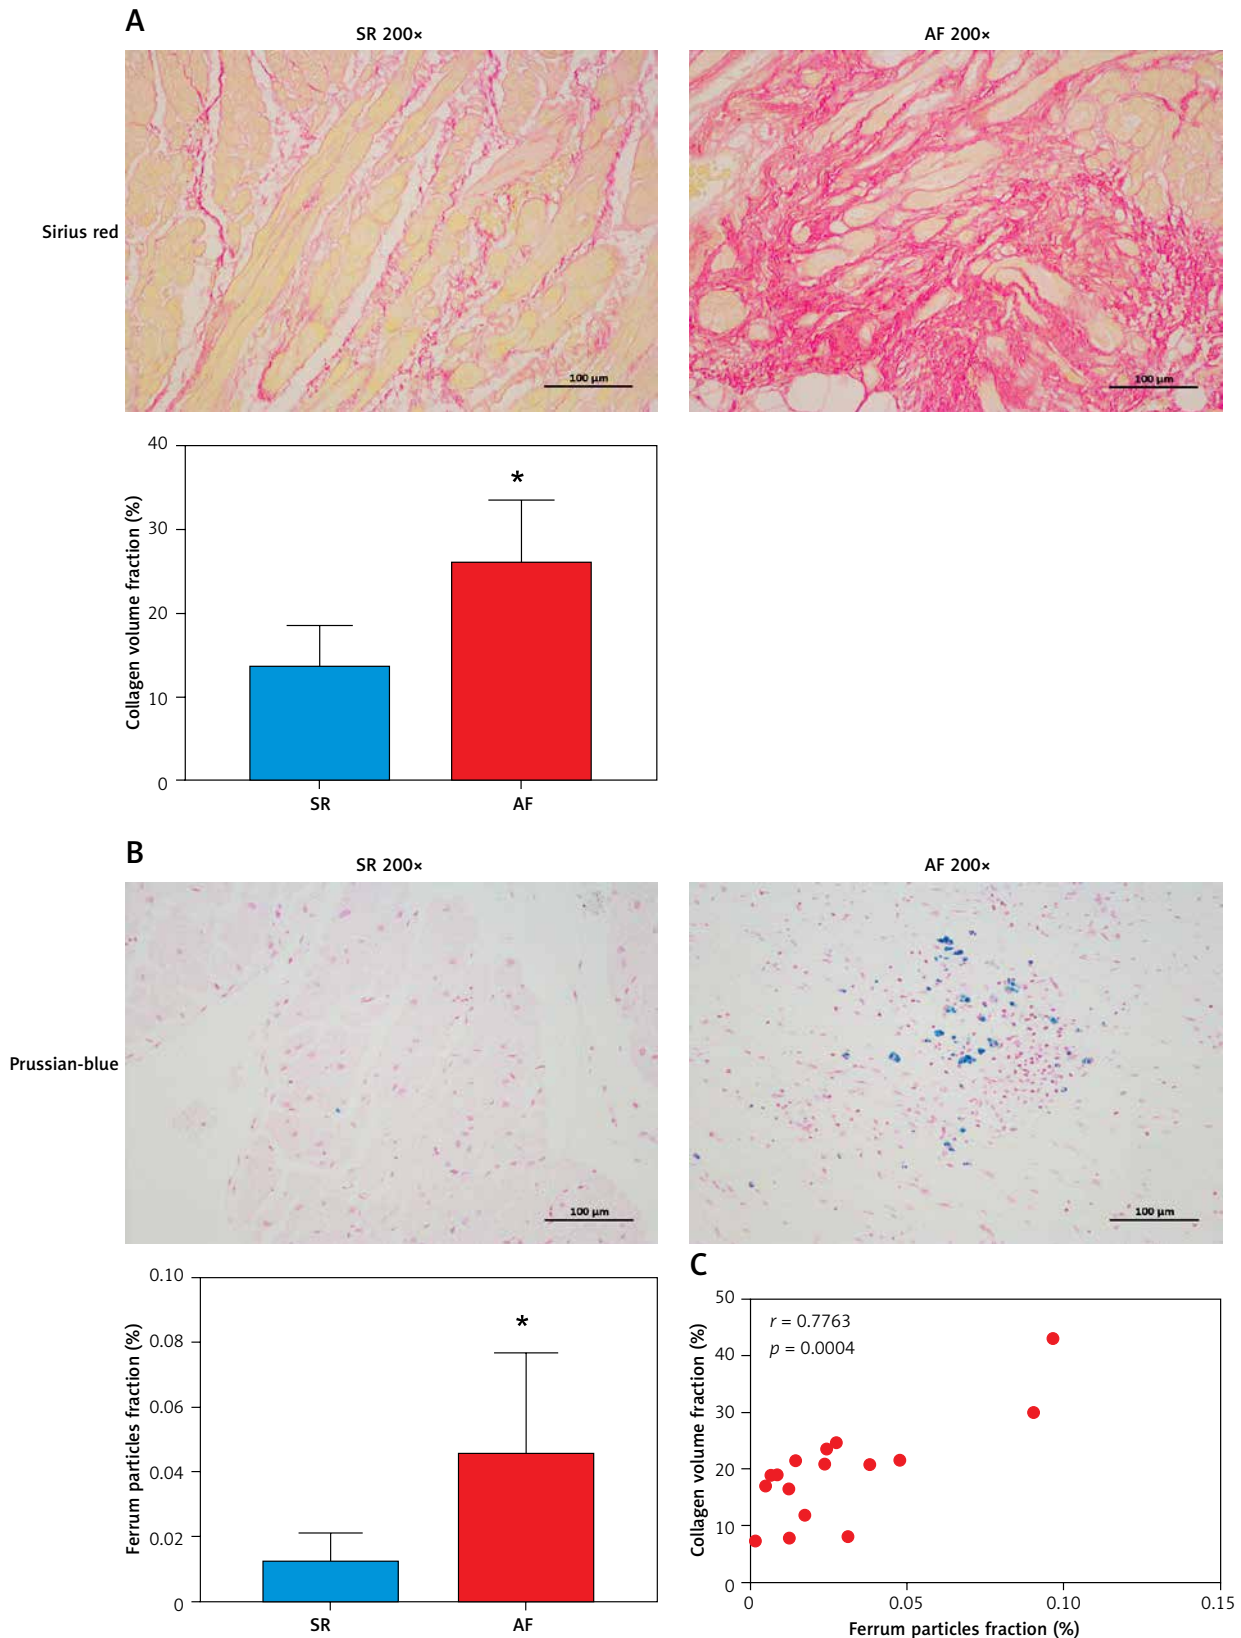 A
SR 200×
AF 200×
Sirius red
100 µm
100 µm
Collagen volume fraction (%)
40
30
20
10
0
*
SR
AF
B
SR 200×
AF 200×
Prussian-blue
100 µm
100 µm
Ferrum particles fraction (%)
0.10
0.08
0.06
0.04
0.02
0
*
SR
AF
C
Collagen volume fraction (%)
50
40
30
20
10
0
r = 0.7763
p = 0.0004
0
0.05
0.10
0.15
Ferrum particles fraction (%)